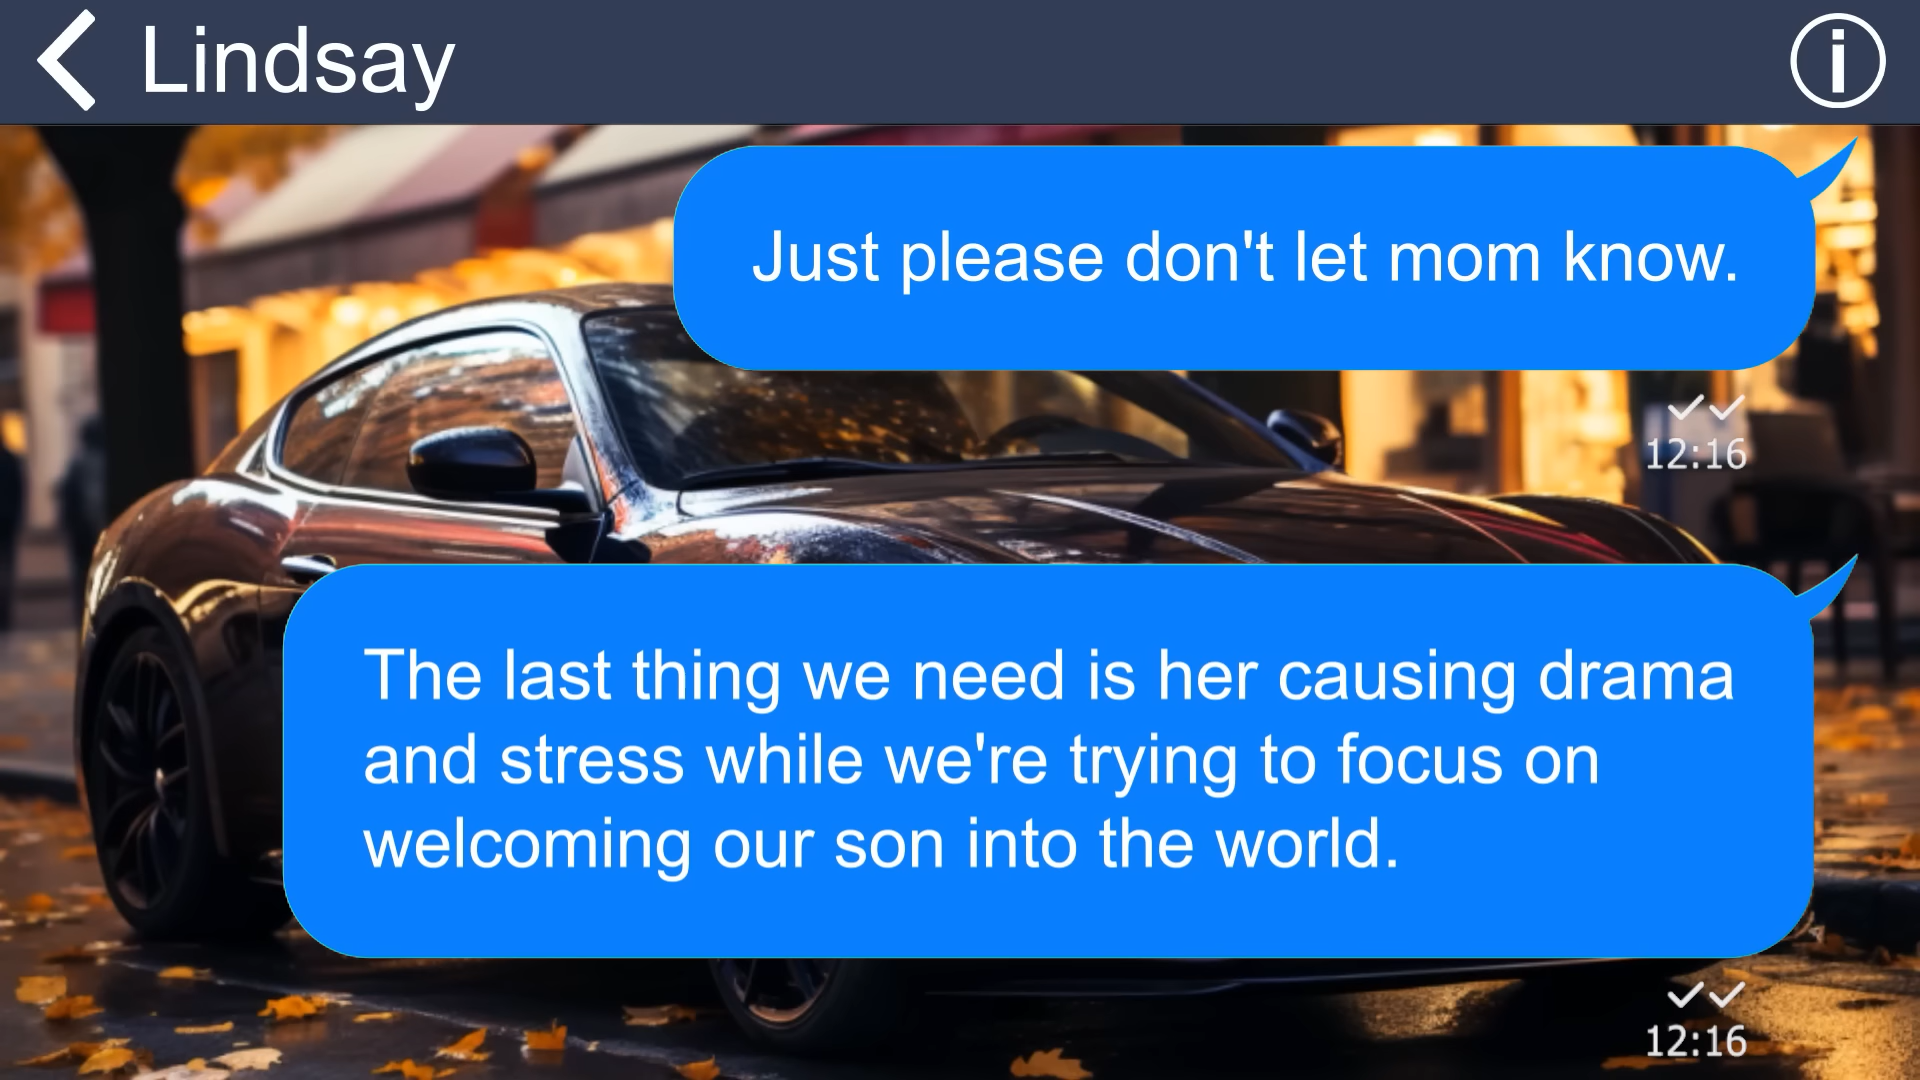 Lindsay
Just please don't let mom know.
12:16
The last thing we need is her causing drama
and stress while we're trying to focus on
welcoming our son into the world.
12:16